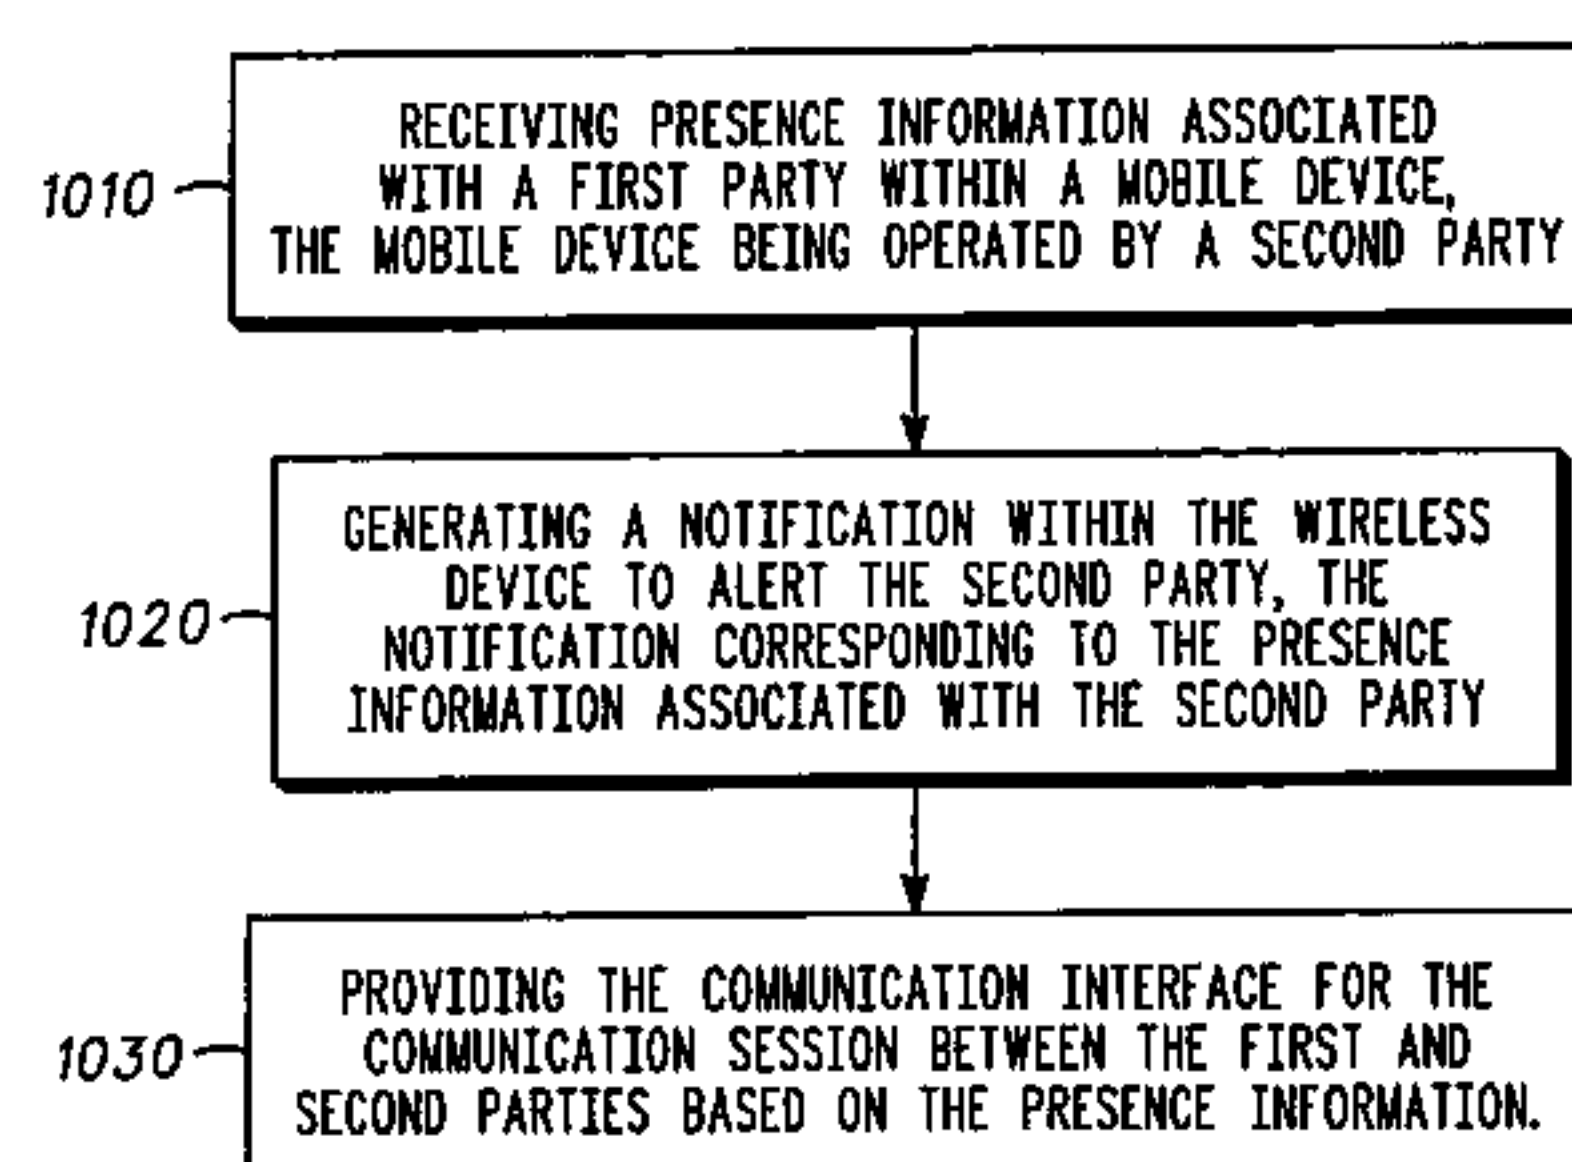 RECEIVING PRESENCE INFORMATION ASSOCIATED
WITH A FIRST PARTY WITHIN A MOBILE DEVICE,
THE MOBILE DEVICE BEING OPERATED BY A SECOND PARTY
1010
GENERATING A NOTIFICATION WITHIN THE WIRELESS
DEVICE TO ALERT THE SECOND PARTY, THE
NOTIFICATION CORRESPONDING TO THE PRESENCE
INFORMATION ASSOCIATED WITH THE SECOND PARTY
1020
PROVIDING THE COMMUNICATION INTERFACE FOR THE
COMMUNICATION SESSION BETWEEN THE FIRST AND
SECOND PARTIES BASED ON THE PRESENCE INFORMATION.
1030